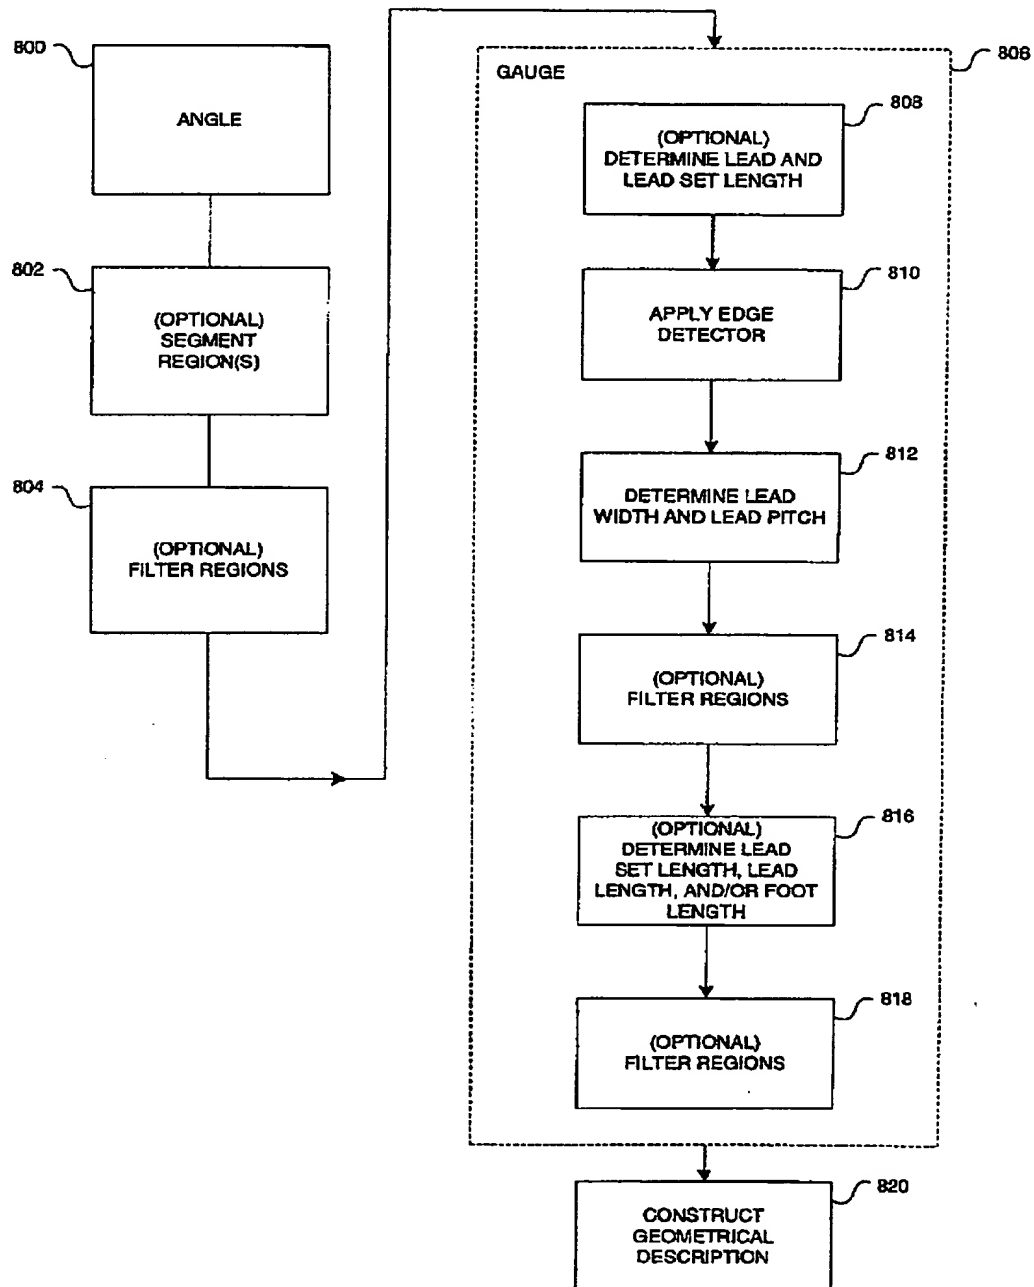 800
ANGLE
802
(OPTIONAL)
SEGMENT
REGION(S)
804
(OPTIONAL)
FILTER REGIONS
806
GAUGE
808
(OPTIONAL)
DETERMINE LEAD AND
LEAD SET LENGTH
810
APPLY EDGE
DETECTOR
812
DETERMINE LEAD
WIDTH AND LEAD PITCH
814
(OPTIONAL)
FILTER REGIONS
816
(OPTIONAL)
DETERMINE LEAD
SET LENGTH, LEAD
LENGTH, AND/OR FOOT
LENGTH
818
(OPTIONAL)
FILTER REGIONS
820
CONSTRUCT
GEOMETRICAL
DESCRIPTION